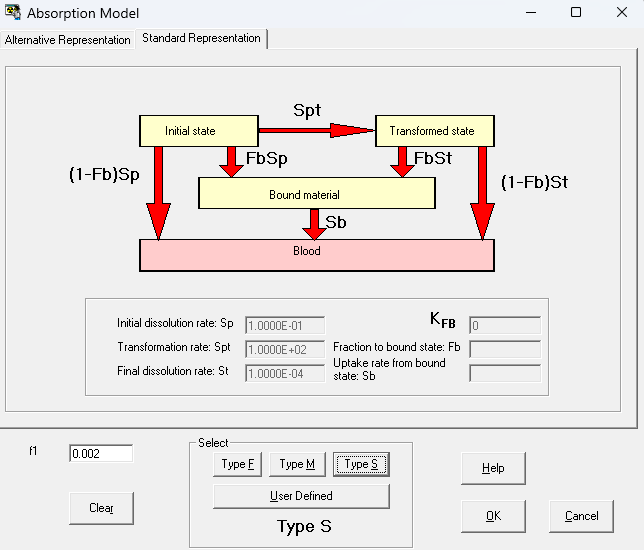 Absorption Model
Alternative Representation
Standard Representation
Spt
Initial state
Transformed state
FbSp
FbSt
(1-Fb)Sp
(1-Fb)St
Bound material
Sb
Blood
Initial dissolution rate: Sp 1.0000E-01
KFB 0
Transformation rate: Spt 1.0000E+02
Fraction to bound state: Fb
Final dissolution rate: St 1.0000E-04
Uptake rate from bound
state: Sb
f1 0.002
Select
Type F
Type M
Type S
User Defined
Type S
Clear
Help
OK
Cancel